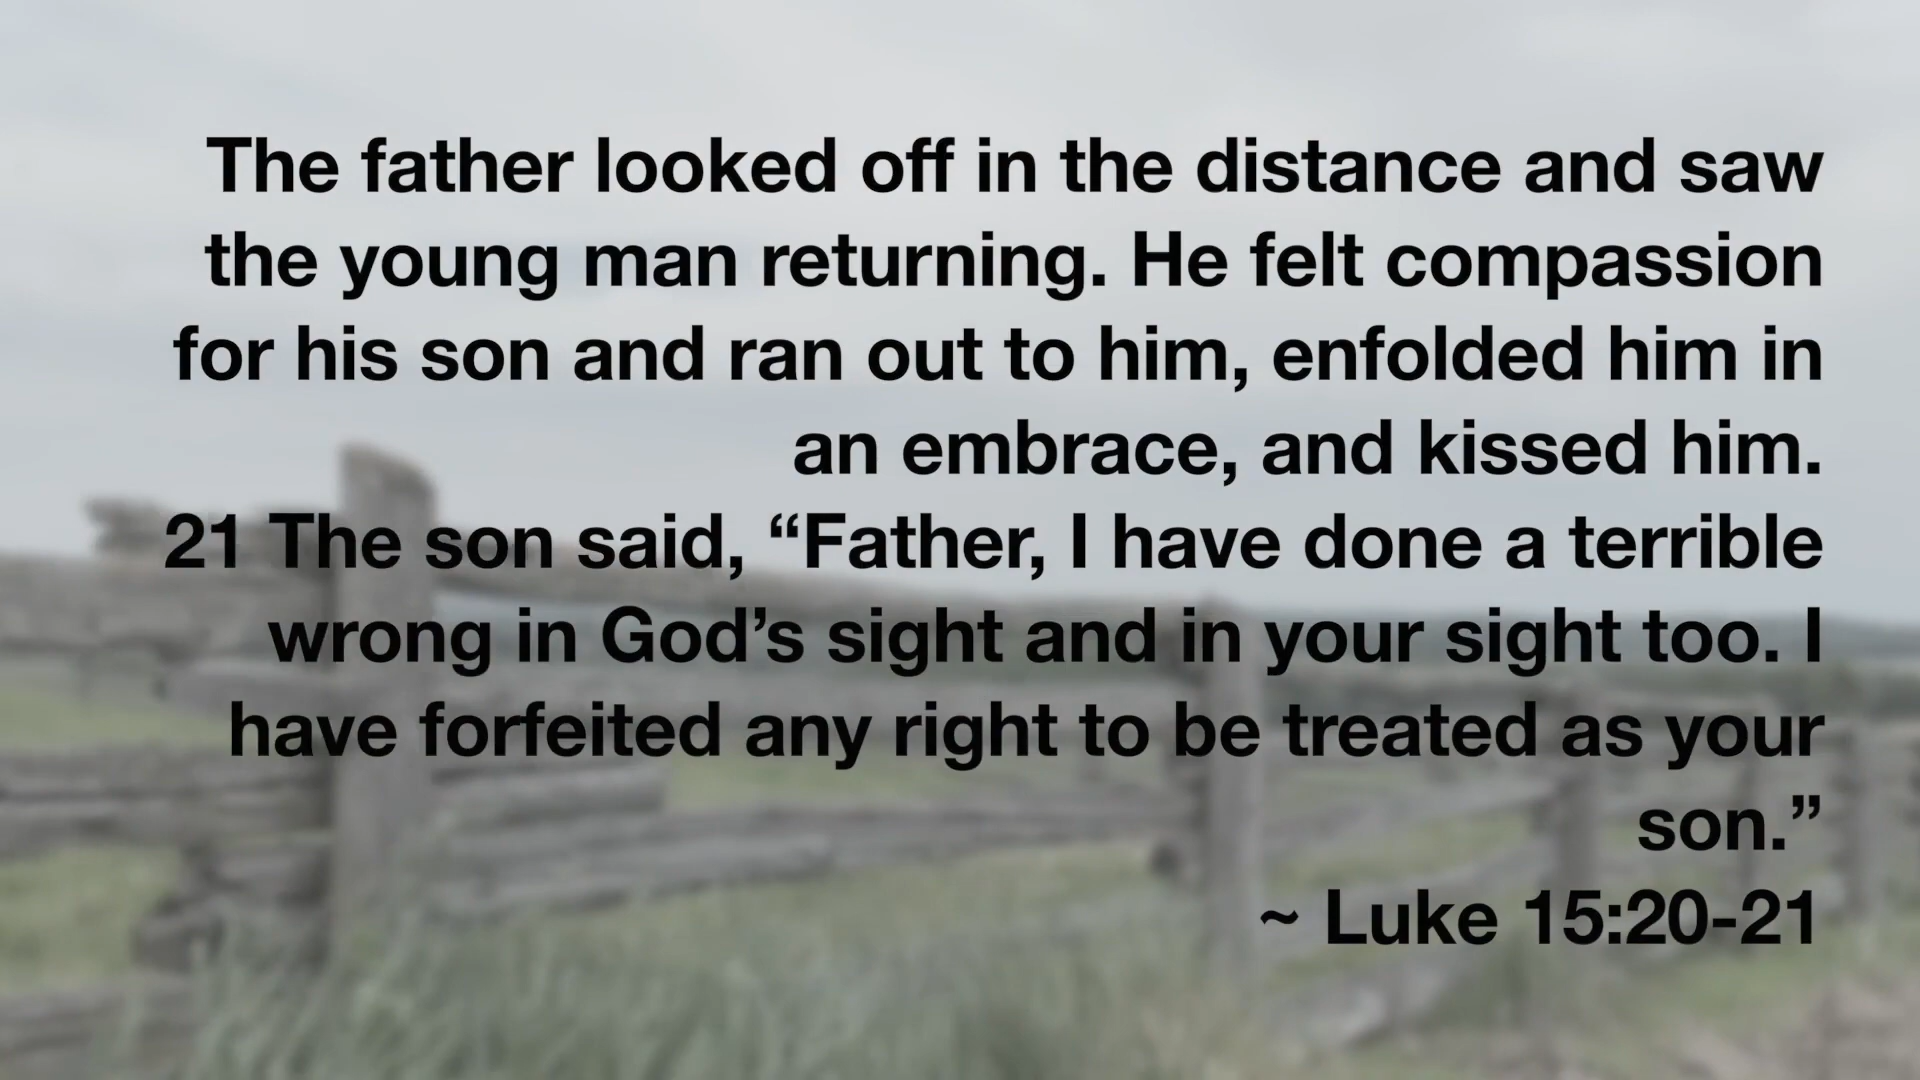 The father looked off in the distance and saw
the young man returning. He felt compassion
for his son and ran out to him, enfolded him in
an embrace, and kissed him.
21 The son said, “Father, I have done a terrible
wrong in God’s sight and in your sight too. I
have forfeited any right to be treated as your
son.”
~ Luke 15:20-21